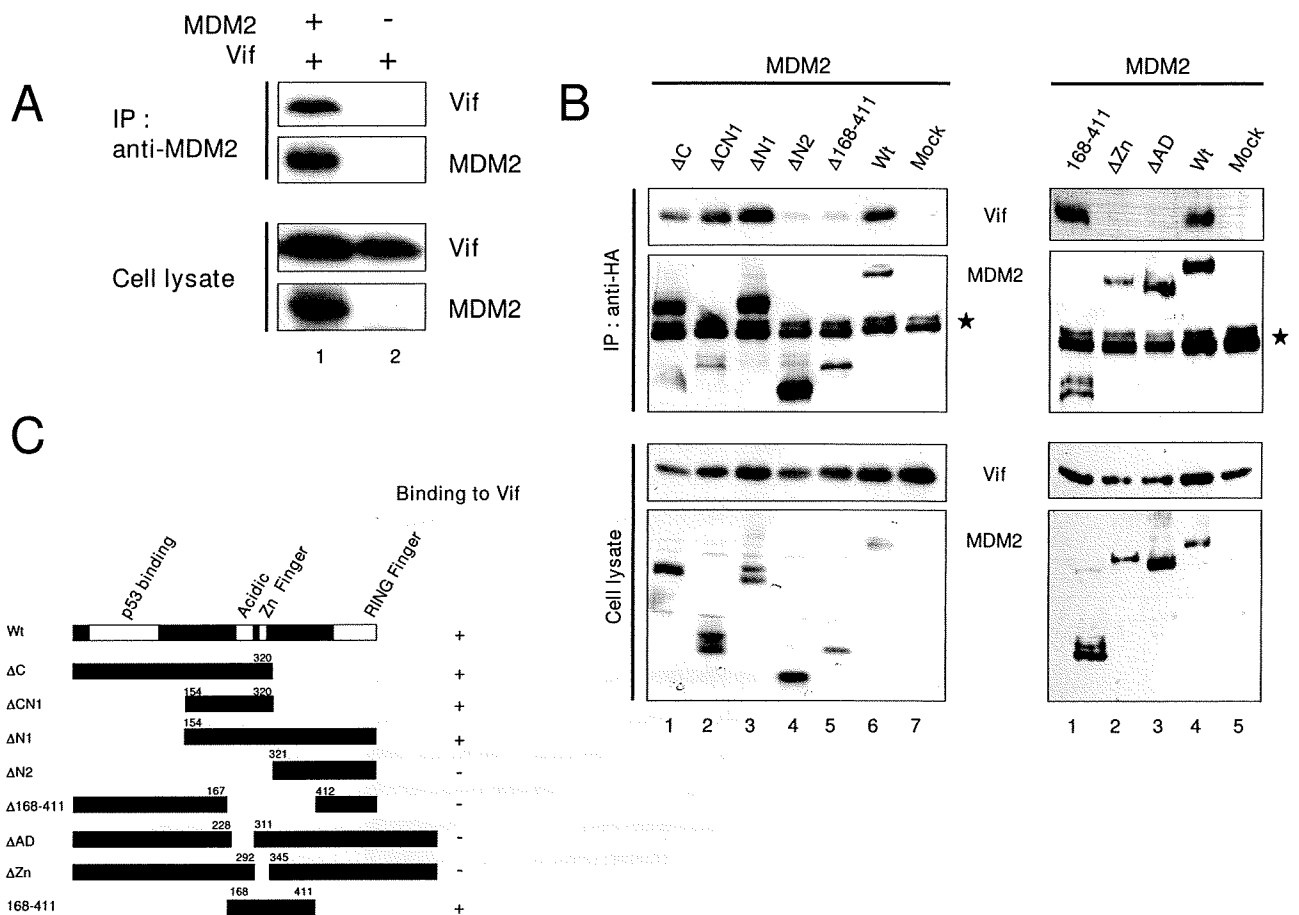 A
MDM2 + -
Vif + +
IP :
anti-MDM2
Vif
MDM2
Cell lysate
Vif
MDM2
1 2
B
MDM2
ΔC ΔCN1 ΔN1 ΔN2 Δ168-411 Wt Mock
MDM2
168-411 ΔZn ΔAD Wt Mock
IP : anti-HA
Vif
MDM2
★ ★
Cell lysate
Vif
MDM2
1 2 3 4 5 6 7
1 2 3 4 5
C
Binding to Vif
p53 binding Acidic Zn Finger RING Finger
Wt +
ΔC 320 +
ΔCN1 154 320 +
ΔN1 154 +
ΔN2 321 -
Δ168-411 167 412 -
ΔAD 228 311 -
ΔZn 292 345 -
168-411 168 411 +